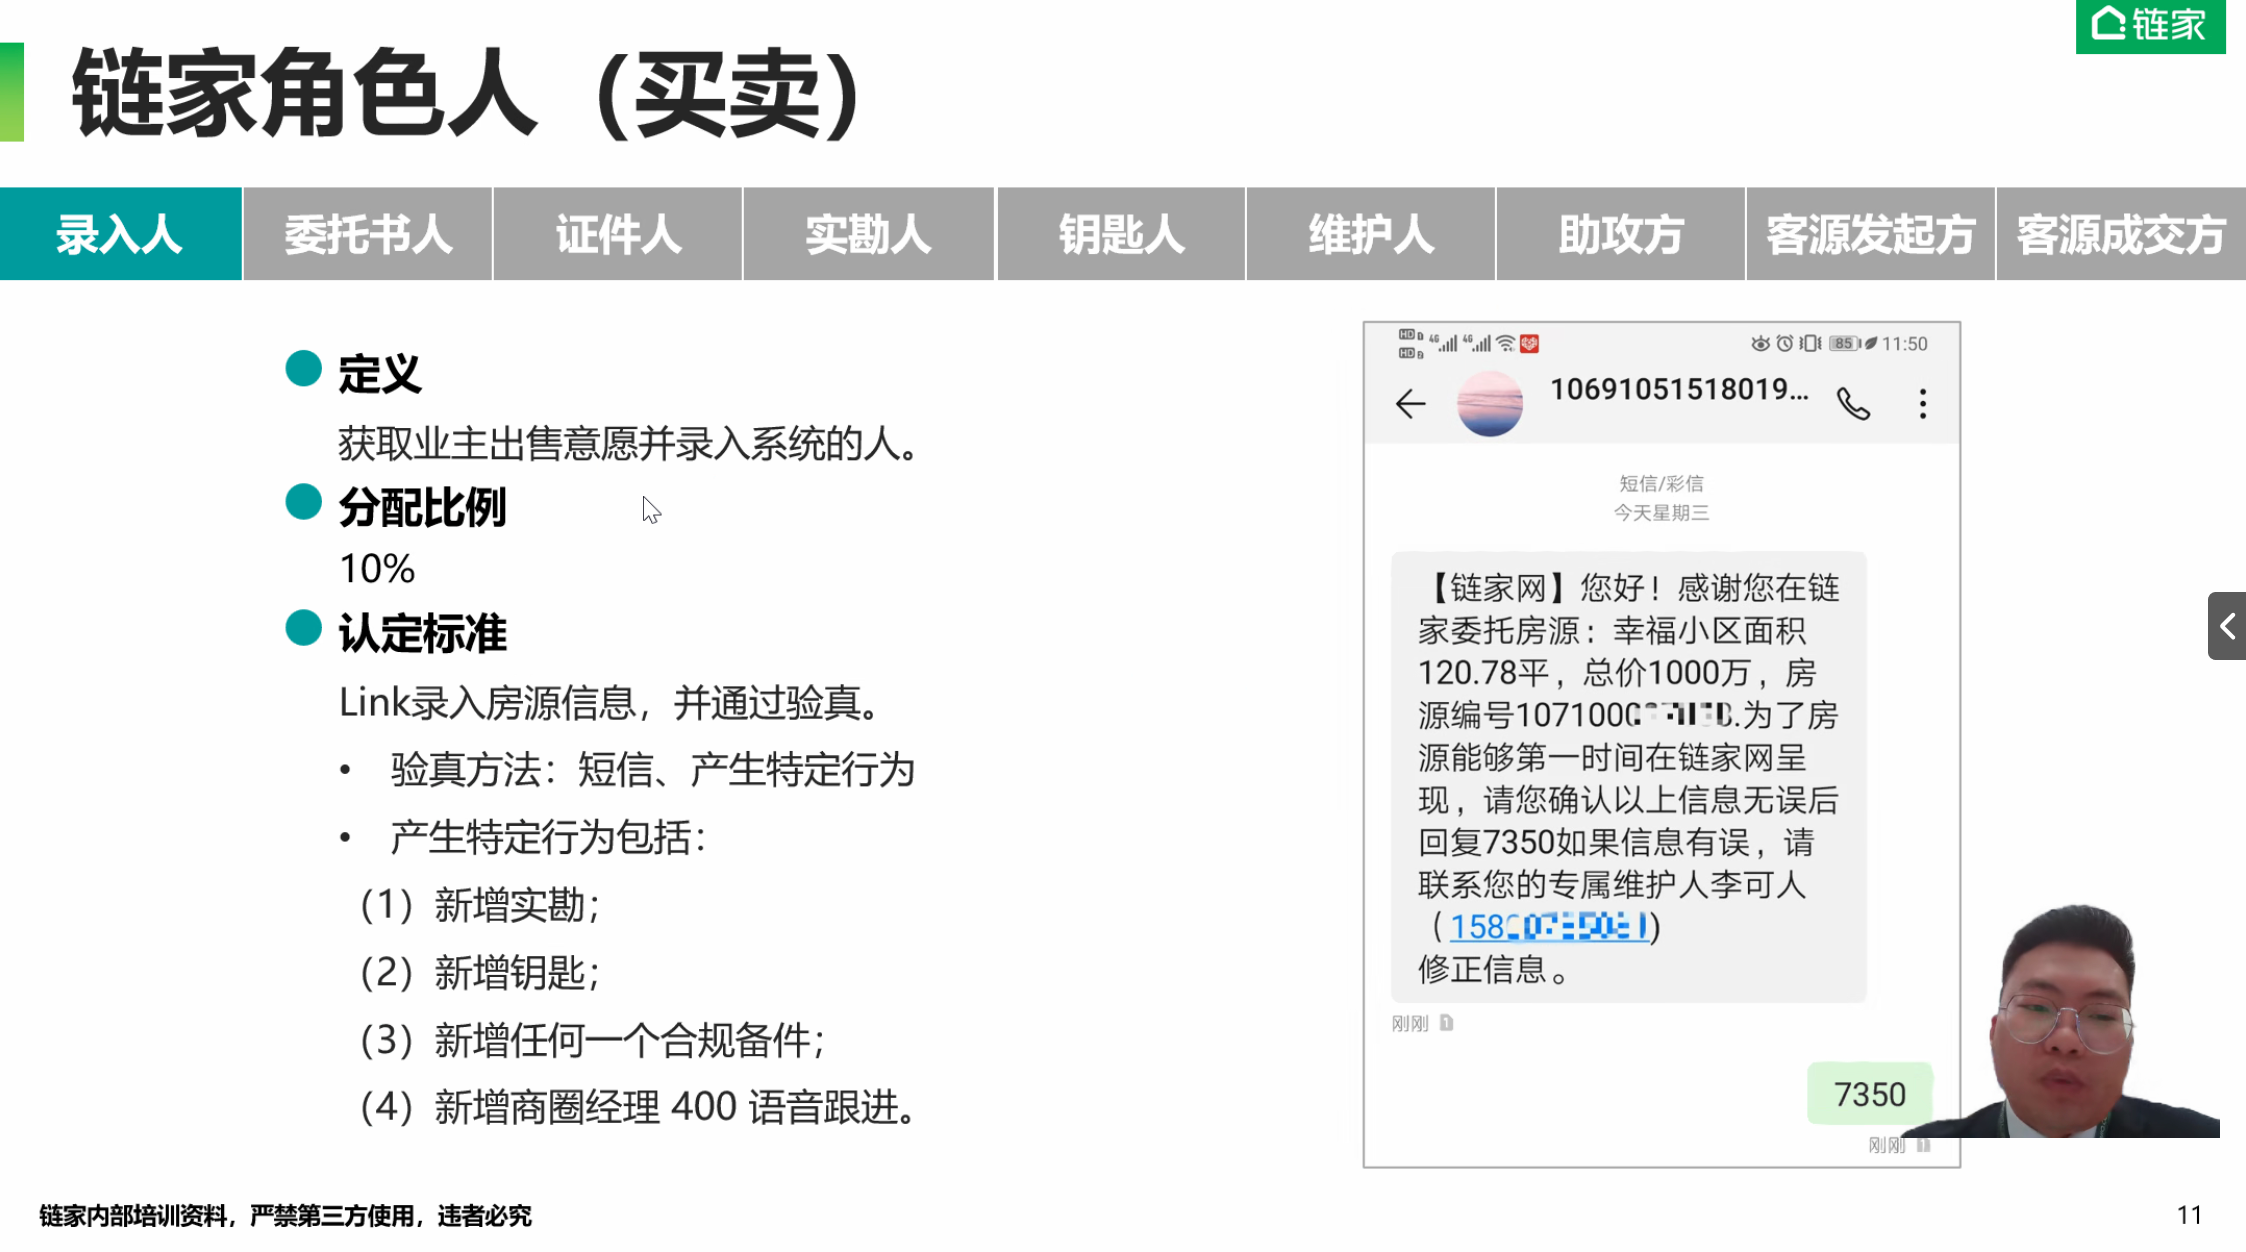 链家
链家角色人（买卖）
录入人
委托书人
证件人
实勘人
钥匙人
维护人
助攻方
客源发起方
客源成交方
定义
获取业主出售意愿并录入系统的人。
分配比例
10%
认定标准
Link录入房源信息，并通过验真。
• 验真方法：短信、产生特定行为
• 产生特定行为包括：
（1）新增实勘；
（2）新增钥匙；
（3）新增任何一个合规备件；
（4）新增商圈经理 400 语音跟进。
85 11:50
10691051518019...
短信/彩信
今天星期三
【链家网】您好！感谢您在链
家委托房源：幸福小区面积
120.78平，总价1000万，房
源编号107100 .为了房
源能够第一时间在链家网呈
现，请您确认以上信息无误后
回复7350如果信息有误，请
联系您的专属维护人李可人
（158 )
修正信息。
刚刚 1
7350
刚刚 1
链家内部培训资料，严禁第三方使用，违者必究
11